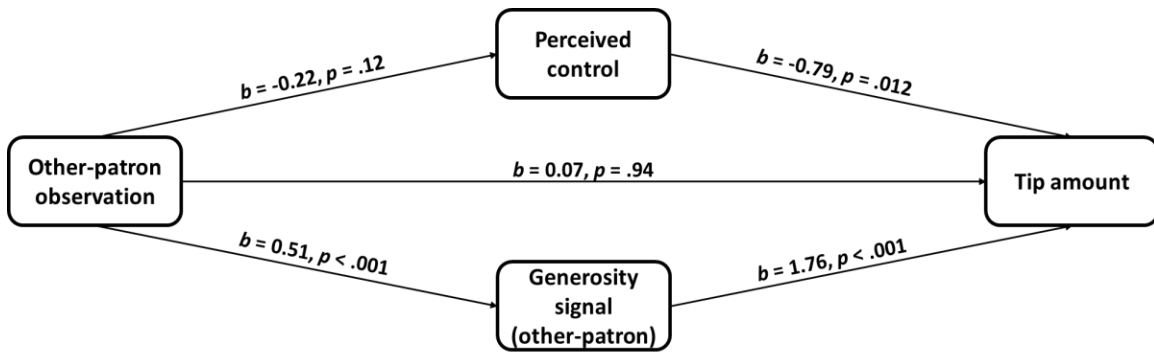 Perceived
control
b = -0.22, p = .12
b = -0.79, p = .012
Other-patron
observation
b = 0.07, p = .94
Tip amount
b = 0.51, p < .001
b = 1.76, p < .001
Generosity
signal
(other-patron)